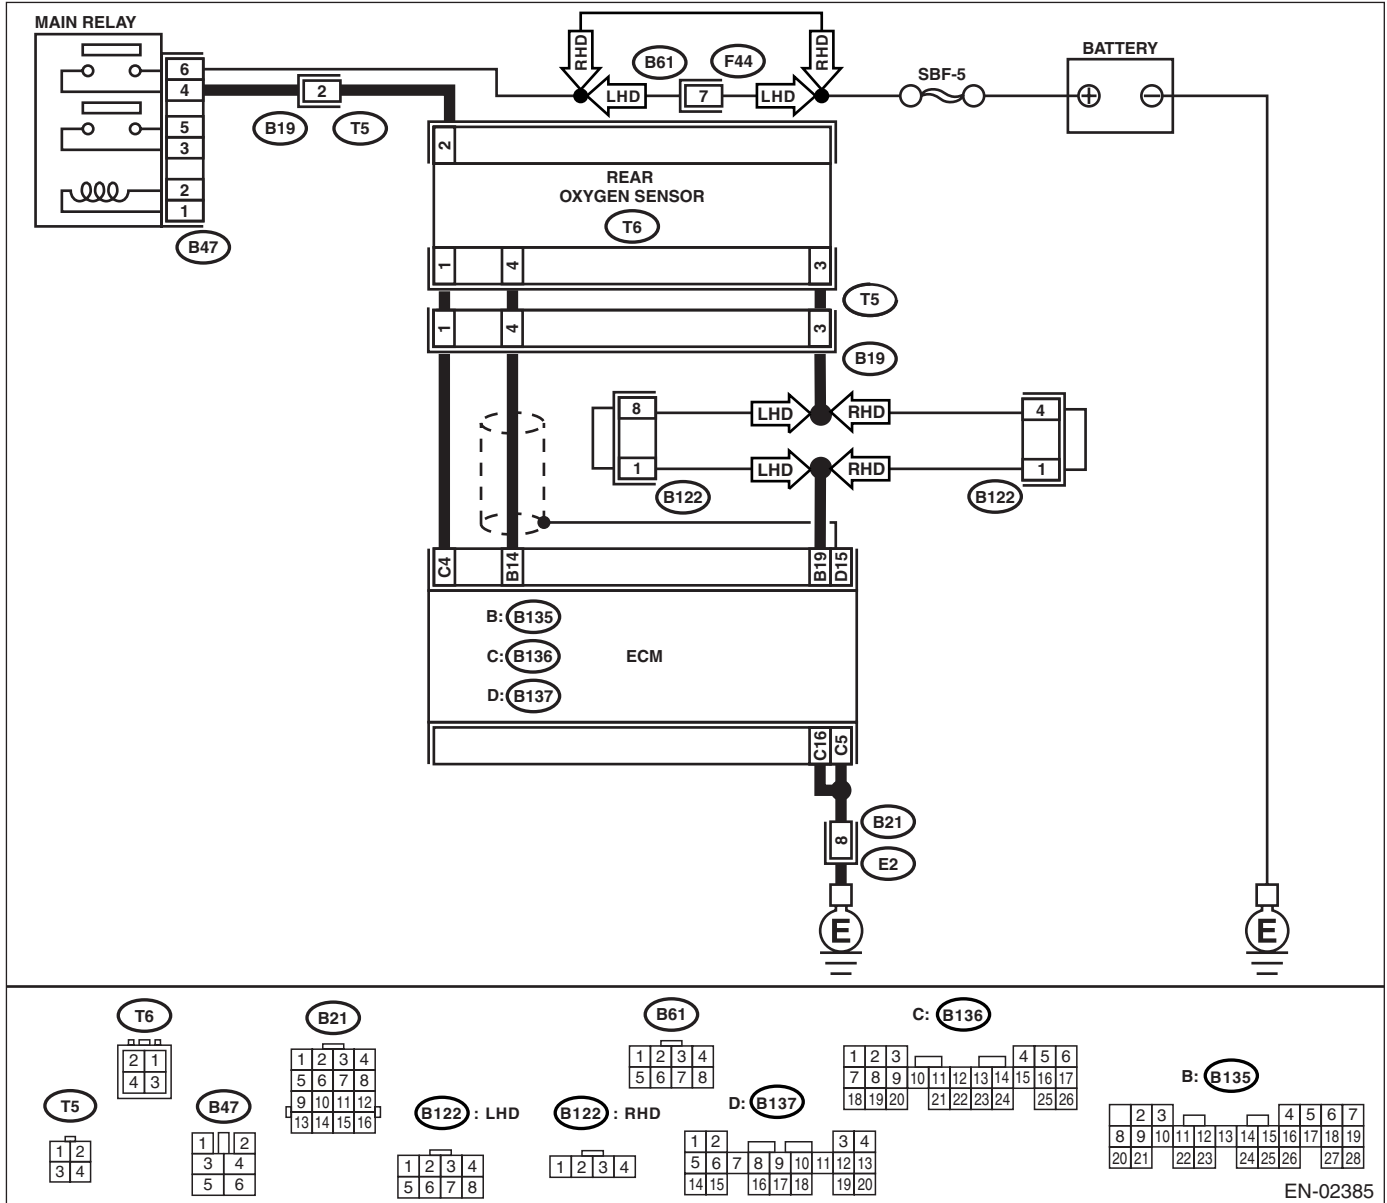 MAIN RELAY
6
4
5
3
2
1
B47
2
B19 T5
RHD RHD
B61 F44
LHD 7 LHD
SBF-5
BATTERY
+ −
2
REAR
OXYGEN SENSOR
T6
1 4 3
T5
1 4 3
B19
8 LHD RHD 4
1 LHD RHD 1
B122 B122
C4 B14 B19 D15
B: B135
C: B136 ECM
D: B137
C16 C5
8
B21
E2
E E
T6
2 1
4 3
T5
1 2
3 4
B47
1 2
3 4
5 6
B21
1 2 3 4
5 6 7 8
9 10 11 12
13 14 15 16
B122 : LHD
1 2 3 4
5 6 7 8
B122 : RHD
1 2 3 4
B61
1 2 3 4
5 6 7 8
D: B137
1 2 3 4
5 6 7 8 9 10 11 12 13
14 15 16 17 18 19 20
C: B136
1 2 3 4 5 6
7 8 9 10 11 12 13 14 15 16 17
18 19 20 21 22 23 24 25 26
B: B135
2 3 4 5 6 7
8 9 10 11 12 13 14 15 16 17 18 19
20 21 22 23 24 25 26 27 28
EN-02385